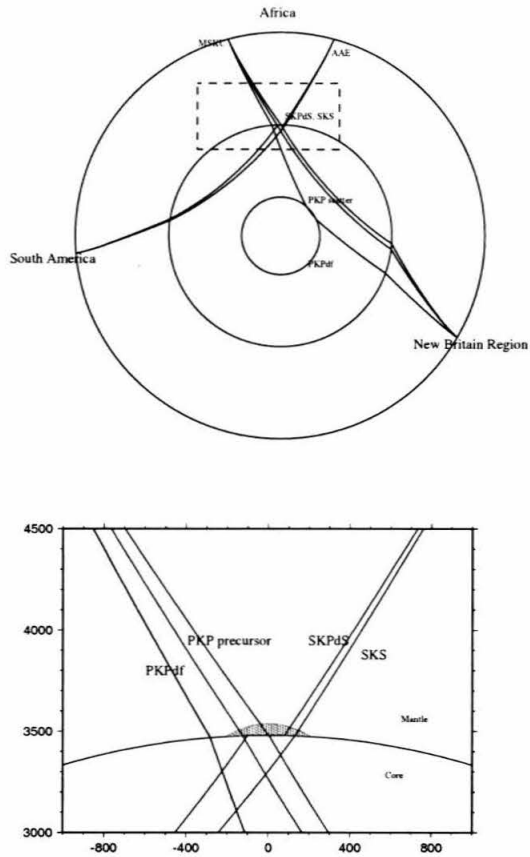 Africa
MSKU
AAE
SKPdS. SKS
PKP scatter
PKPdf
South America
New Britain Region
4500
4000
3500
3000
PKP precursor
SKPdS
SKS
PKPdf
Mantle
Core
-800
-400
0
400
800